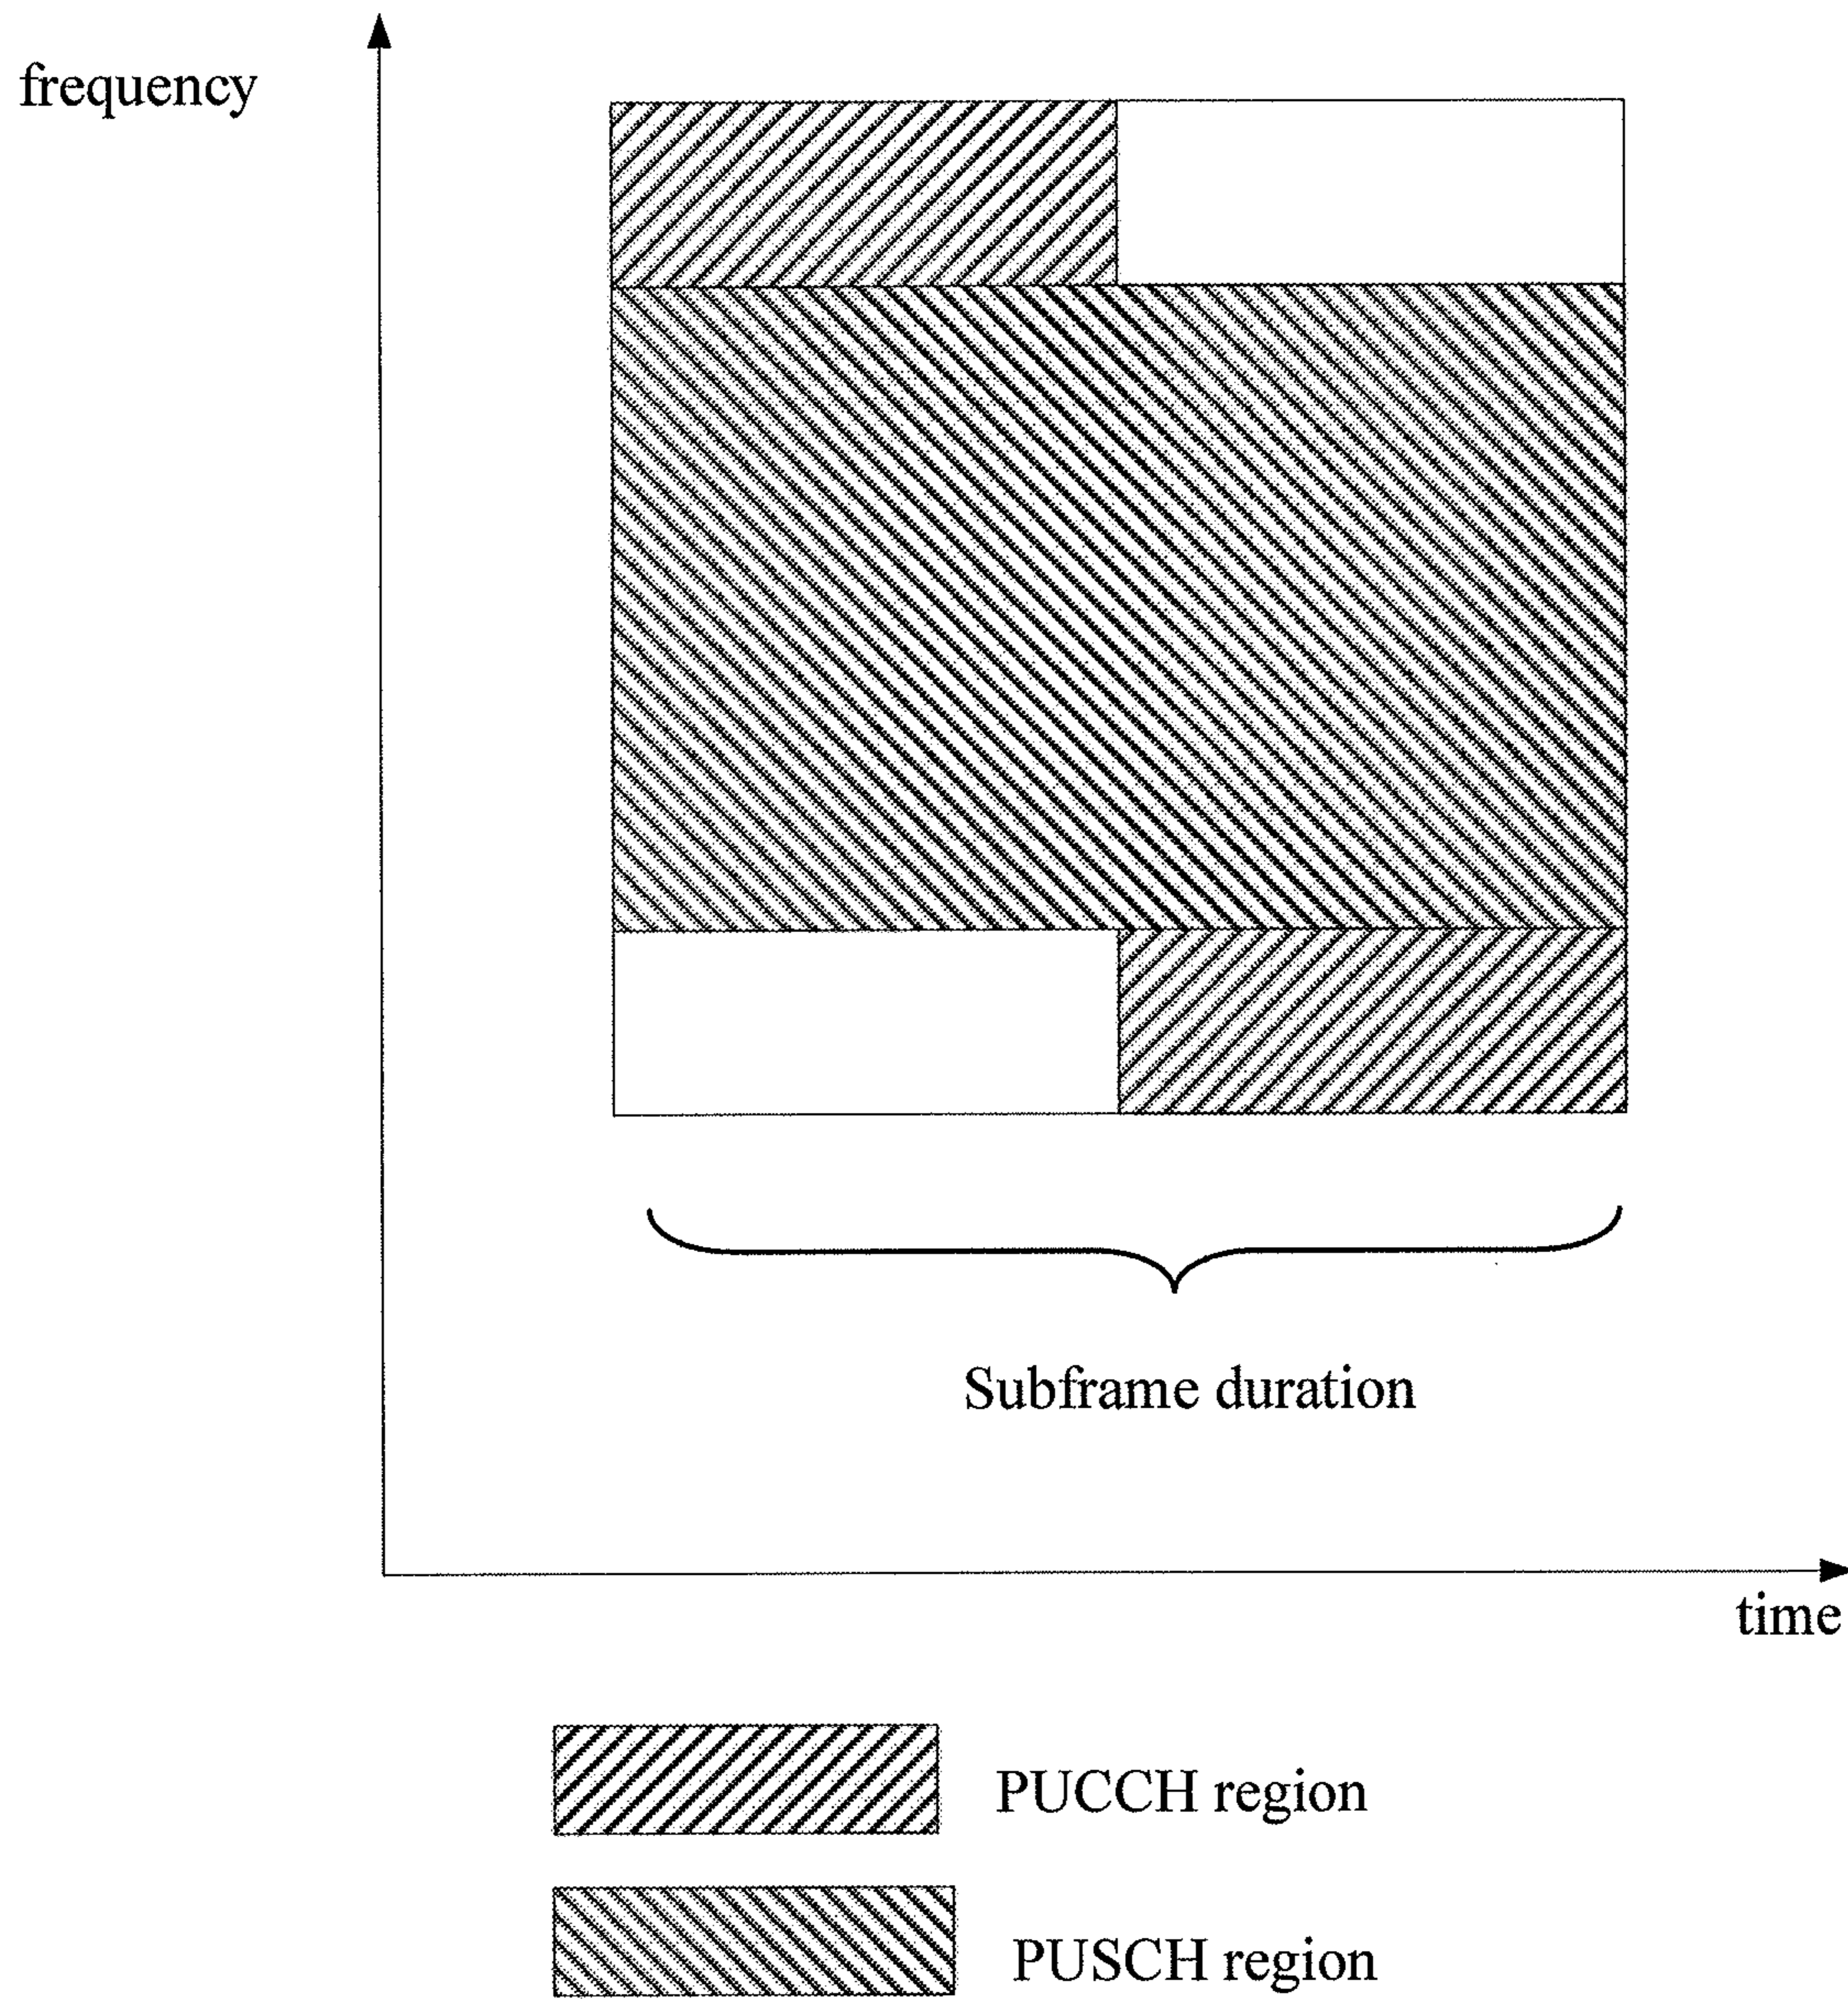 frequency
Subframe duration
time
PUCCH region
PUSCH region